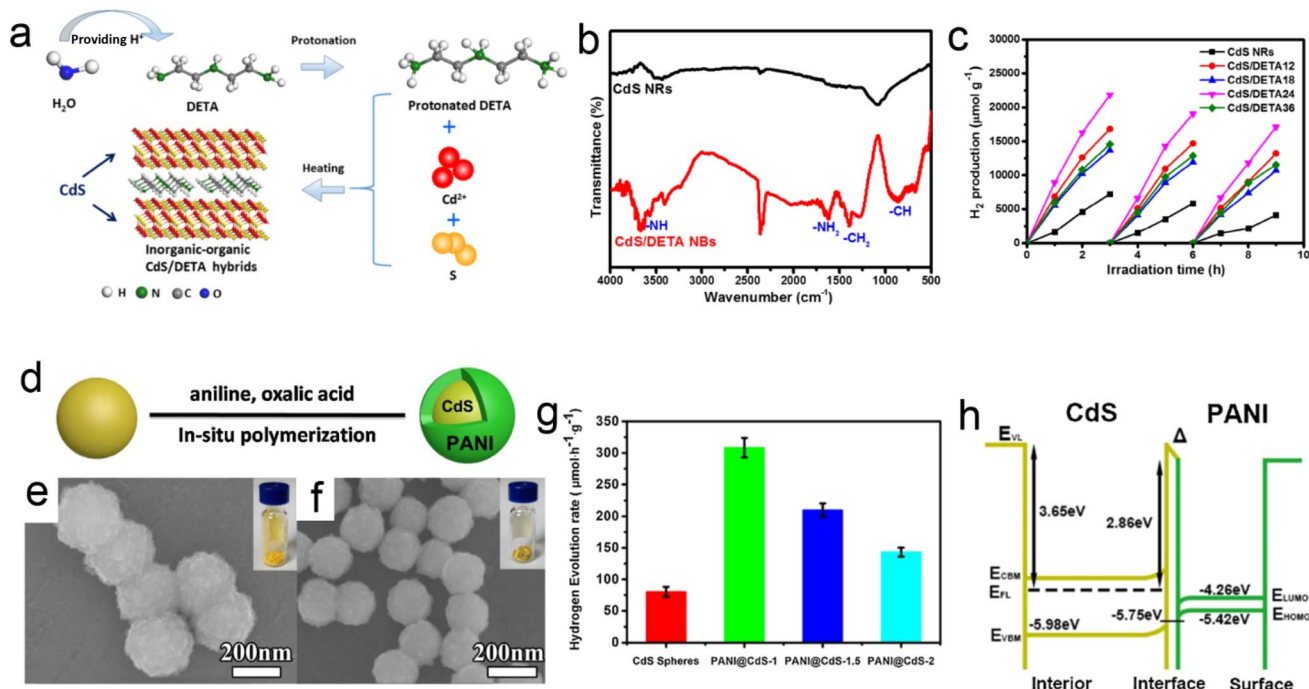 a
Providing H⁺
H₂O
DETA
Protonation
Protonated DETA
+
Cd²⁺
+
S
Heating
CdS
Inorganic-organic
CdS/DETA hybrids
H N C O
b
Transmittance (%)
CdS NRs
-NH
-NH₂
-CH₂
-CH
CdS/DETA NBs
4000 3500 3000 2500 2000 1500 1000 500
Wavenumber (cm⁻¹)
c
H₂ production (μmol g⁻¹)
30000
25000
20000
15000
10000
5000
0
CdS NRs
CdS/DETA12
CdS/DETA18
CdS/DETA24
CdS/DETA36
0 2 4 6 8 10
Irradiation time (h)
d
aniline, oxalic acid
In-situ polymerization
CdS
PANI
e
200nm
f
200nm
g
Hydrogen Evolution rate ( μmol·h⁻¹·g⁻¹)
400
350
300
250
200
150
100
50
0
CdS Spheres PANI@CdS-1 PANI@CdS-1.5 PANI@CdS-2
h
CdS PANI
E_VL
Δ
3.65eV
2.86eV
E_CBM
E_FL
-4.26eV
E_LUMO
-5.75eV
-5.42eV
E_HOMO
-5.98eV
E_VBM
Interior Interface Surface